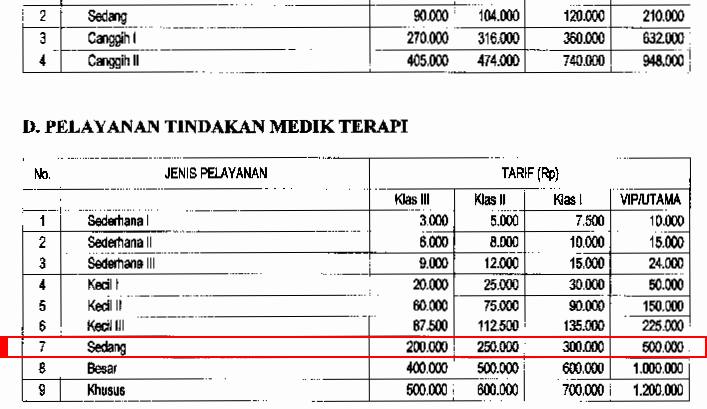 2 Sedang 90.000 104.000 120.000 210.000
3 Canggih I 270.000 316.000 360.000 632.000
4 Canggih II 405.000 474.000 740.000 948.000
D. PELAYANAN TINDAKAN MEDIK TERAPI
No. JENIS PELAYANAN TARIF (Rp)
Klas III Klas II Klas I VIP/UTAMA
1 Sederhana I 3.000 5.000 7.500 10.000
2 Sederhana II 6.000 8.000 10.000 15.000
3 Sederhana III 9.000 12.000 15.000 24.000
4 Kecil I 20.000 25.000 30.000 50.000
5 Kecil II 60.000 75.000 90.000 150.000
6 Kecil III 87.500 112.500 135.000 225.000
7 Sedang 200.000 250.000 300.000 500.000
8 Besar 400.000 500.000 600.000 1.000.000
9 Khusus 500.000 600.000 700.000 1.200.000